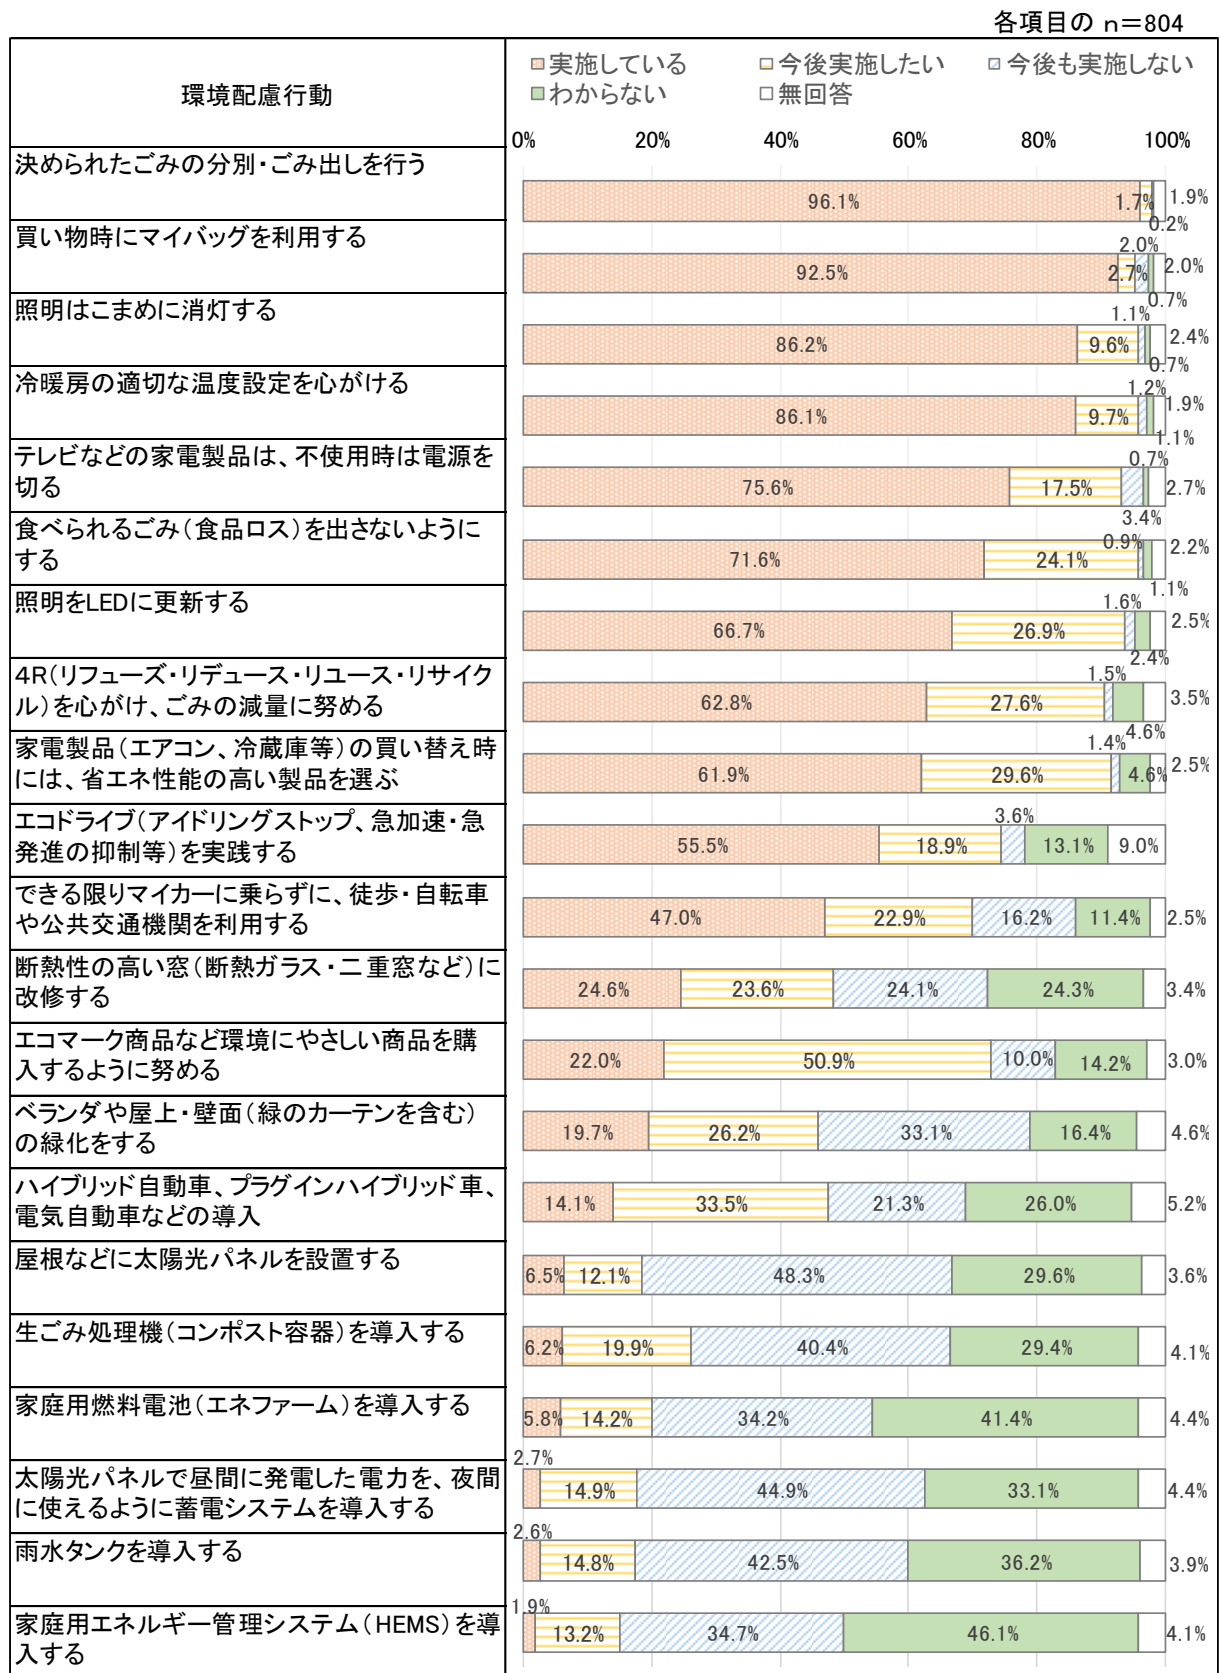 各項目の n=804
環境配慮行動
実施している 今後実施したい 今後も実施しない
わからない 無回答
0% 20% 40% 60% 80% 100%
決められたごみの分別・ごみ出しを行う
96.1% 1.7% 0.2% 1.9%
買い物時にマイバッグを利用する
92.5% 2.7% 2.0% 0.7% 2.0%
照明はこまめに消灯する
86.2% 9.6% 1.1% 0.7% 2.4%
冷暖房の適切な温度設定を心がける
86.1% 9.7% 1.2% 1.1% 1.9%
テレビなどの家電製品は、不使用時は電源を
切る
75.6% 17.5% 3.4% 0.7% 2.7%
食べられるごみ(食品ロス)を出さないように
する
71.6% 24.1% 0.9% 1.1% 2.2%
照明をLEDに更新する
66.7% 26.9% 1.6% 2.4% 2.5%
4R(リフューズ・リデュース・リユース・リサイク
ル)を心がけ、ごみの減量に努める
62.8% 27.6% 1.5% 4.6% 3.5%
家電製品(エアコン、冷蔵庫等)の買い替え時
には、省エネ性能の高い製品を選ぶ
61.9% 29.6% 1.4% 4.6% 2.5%
エコドライブ(アイドリングストップ、急加速・急
発進の抑制等)を実践する
55.5% 18.9% 3.6% 13.1% 9.0%
できる限りマイカーに乗らずに、徒歩・自転車
や公共交通機関を利用する
47.0% 22.9% 16.2% 11.4% 2.5%
断熱性の高い窓(断熱ガラス・二重窓など)に
改修する
24.6% 23.6% 24.1% 24.3% 3.4%
エコマーク商品など環境にやさしい商品を購
入するように努める
22.0% 50.9% 10.0% 14.2% 3.0%
ベランダや屋上・壁面(緑のカーテンを含む)
の緑化をする
19.7% 26.2% 33.1% 16.4% 4.6%
ハイブリッド自動車、プラグインハイブリッド車、
電気自動車などの導入
14.1% 33.5% 21.3% 26.0% 5.2%
屋根などに太陽光パネルを設置する
6.5% 12.1% 48.3% 29.6% 3.6%
生ごみ処理機(コンポスト容器)を導入する
6.2% 19.9% 40.4% 29.4% 4.1%
家庭用燃料電池(エネファーム)を導入する
5.8% 14.2% 34.2% 41.4% 4.4%
太陽光パネルで昼間に発電した電力を、夜間
に使えるように蓄電システムを導入する
2.7% 14.9% 44.9% 33.1% 4.4%
雨水タンクを導入する
2.6% 14.8% 42.5% 36.2% 3.9%
家庭用エネルギー管理システム(HEMS)を導
入する
1.9% 13.2% 34.7% 46.1% 4.1%